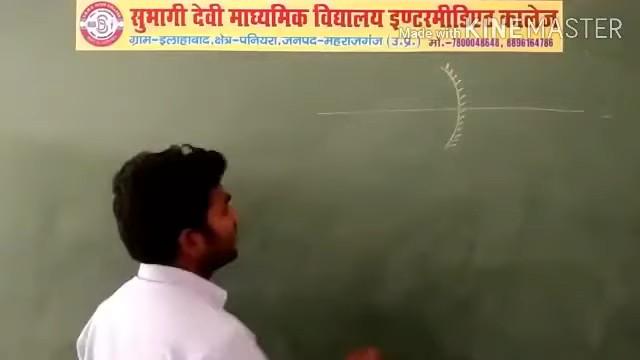 सुभागी देवी माध्यमिक विद्यालय इण्टरमीडिएट कालेज
ग्राम-इलाहाबाद,क्षेत्र-पनियरा,जनपद-महराजगंज (उ.प्र.) मो.-7800048648, 8896164786
Made with KINEMASTER